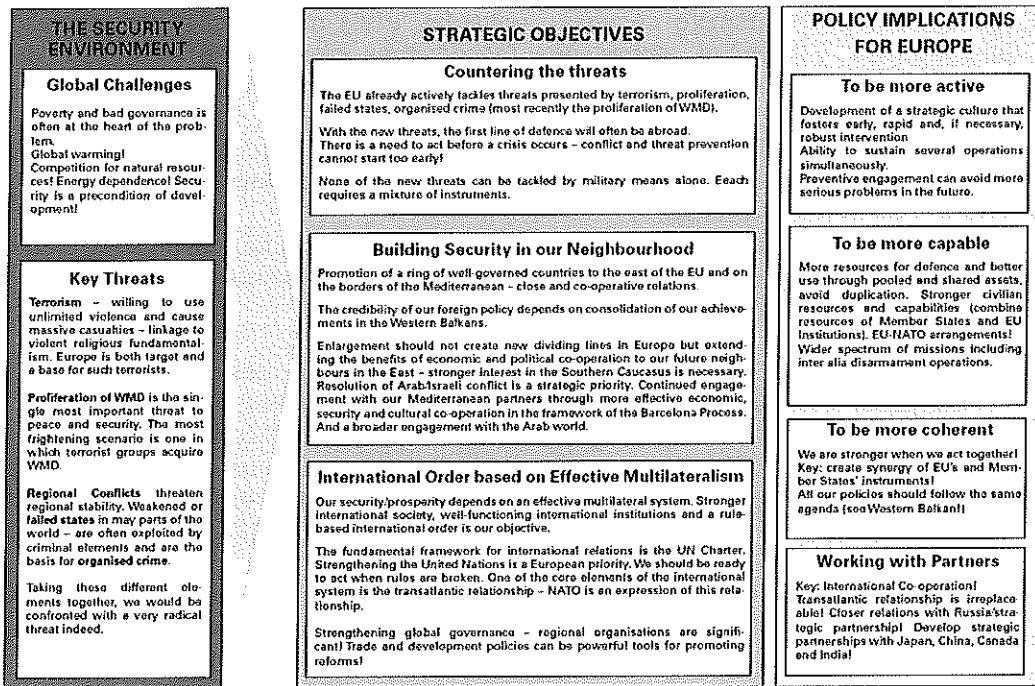 THE SECURITY
ENVIRONMENT
Global Challenges
Poverty and bad governance is
often at the heart of the prob-
lem.
Global warming!
Competition for natural resour-
ces! Energy dependence! Secu-
rity is a precondition of devel-
opment!
Key Threats
Terrorism – willing to use
unlimited violence and cause
massive casualties – linkage to
violent religious fundamental-
ism. Europe is both target and
a base for such terrorists.
Proliferation of WMD is the sin-
gle most important threat to
peace and security. The most
frightening scenario is one in
which terrorist groups acquire
WMD.
Regional Conflicts threaten
regional stability. Weakened or
failed states in may parts of the
world – are often exploited by
criminal elements and are the
basis for organised crime.
Taking these different ele-
ments together, we would be
confronted with a very radical
threat indeed.
STRATEGIC OBJECTIVES
Countering the threats
The EU already actively tackles threats presented by terrorism, proliferation,
failed states, organised crime (most recently the proliferation of WMD).
With the new threats, the first line of defence will often be abroad.
There is a need to act before a crisis occurs – conflict and threat prevention
cannot start too early!
None of the new threats can be tackled by military means alone. Eeach
requires a mixture of instruments.
Building Security in our Neighbourhood
Promotion of a ring of well-governed countries to the east of the EU and on
the borders of the Mediterranean – close and co-operative relations.
The credibility of our foreign policy depends on consolidation of our achieve-
ments in the Western Balkans.
Enlargement should not create new dividing lines in Europe but extend-
ing the benefits of economic and political co-operation to our future neigh-
bours in the East – stronger interest in the Southern Caucasus is necessary.
Resolution of Arab/Israeli conflict is a strategic priority. Continued engage-
ment with our Mediterranean partners through more effective economic,
security and cultural co-operation in the framework of the Barcelona Process.
And a broader engagement with the Arab world.
International Order based on Effective Multilateralism
Our security/prosperity depends on an effective multilateral system. Stronger
international society, well-functioning international institutions and a rule-
based international order is our objective.
The fundamental framework for international relations is the UN Charter.
Strengthening the United Nations is a European priority. We should be ready
to act when rules are broken. One of the core elements of the international
system is the transatlantic relationship – NATO is an expression of this rela-
tionship.
Strengthening global governance – regional organisations are signifi-
cant! Trade and development policies can be powerful tools for promoting
reforms!
POLICY IMPLICATIONS
FOR EUROPE
To be more active
Development of a strategic culture that
fosters early, rapid and, if necessary,
robust intervention
Ability to sustain several operations
simultaneously.
Preventive engagement can avoid more
serious problems in the future.
To be more capable
More resources for defence and better
use through pooled and shared assets,
avoid duplication. Stronger civilian
resources and capabilities (combine
resources of Member States and EU
Institutions). EU-NATO arrangements!
Wider spectrum of missions including
inter alia disarmament operations.
To be more coherent
We are stronger when we act together!
Key: create synergy of EU's and Mem-
ber States' instruments!
All our policies should follow the same
agenda (see Western Balkan!)
Working with Partners
Key: International Co-operation!
Transatlantic relationship is irreplace-
able! Closer relations with Russia/stra-
tegic partnership! Develop strategic
partnerships with Japan, China, Canada
and India!